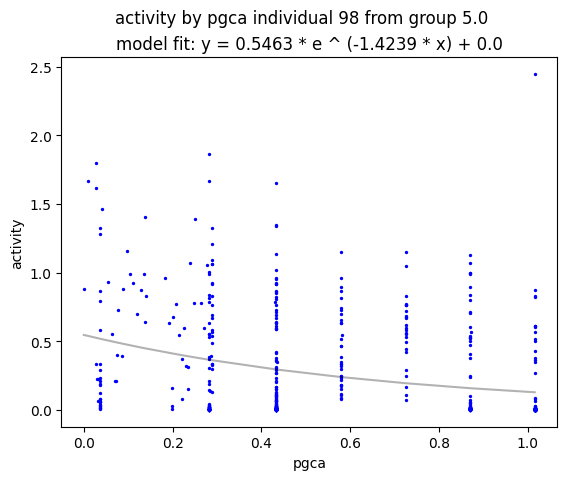 activity by pgca individual 98 from group 5.0
model fit: y = 0.5463 * e ^ (-1.4239 * x) + 0.0
2.5
2.0
1.5
1.0
0.5
0.0
activity
0.0 0.2 0.4 0.6 0.8 1.0
pgca